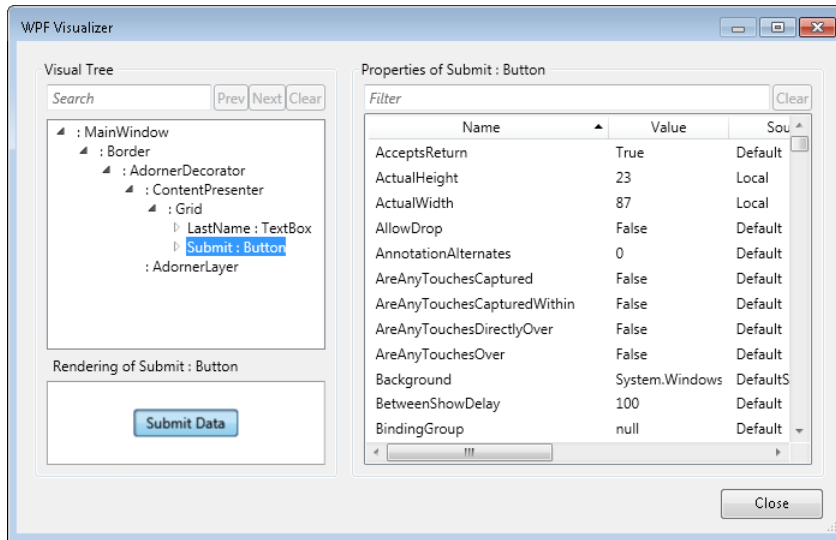 WPF Visualizer
Visual Tree
Search Prev Next Clear
: MainWindow
: Border
: AdornerDecorator
: ContentPresenter
: Grid
LastName : TextBox
Submit : Button
: AdornerLayer
Rendering of Submit : Button
Submit Data
Properties of Submit : Button
Filter Clear
Name Value Sou
AcceptsReturn True Default
ActualHeight 23 Local
ActualWidth 87 Local
AllowDrop False Default
AnnotationAlternates 0 Default
AreAnyTouchesCaptured False Default
AreAnyTouchesCapturedWithin False Default
AreAnyTouchesDirectlyOver False Default
AreAnyTouchesOver False Default
Background System.Windows DefaultS
BetweenShowDelay 100 Default
BindingGroup null Default
Close